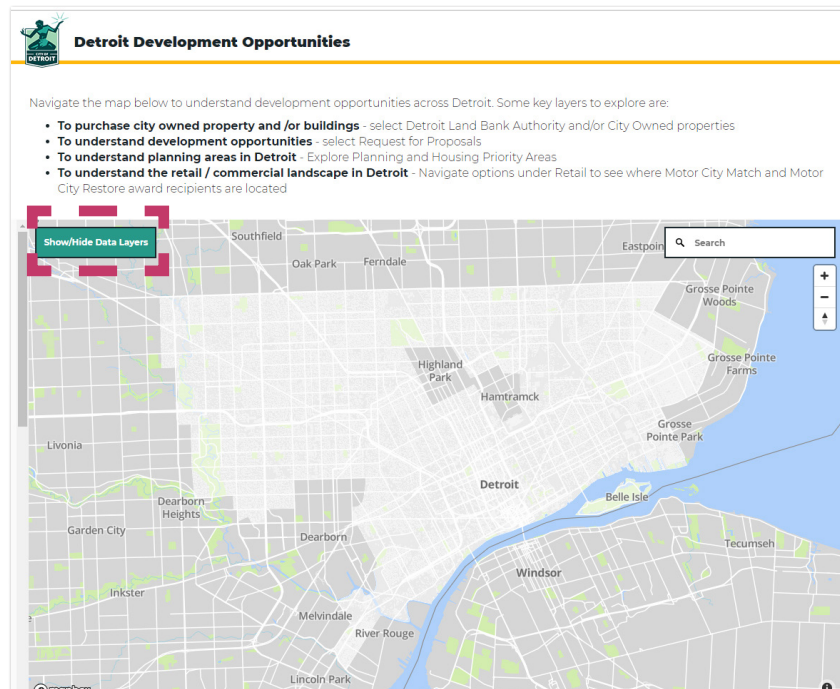 CITY OF
DETROIT
Detroit Development Opportunities
Navigate the map below to understand development opportunities across Detroit. Some key layers to explore are:
• To purchase city owned property and /or buildings - select Detroit Land Bank Authority and/or City Owned properties
• To understand development opportunities - select Request for Proposals
• To understand planning areas in Detroit - Explore Planning and Housing Priority Areas
• To understand the retail / commercial landscape in Detroit - Navigate options under Retail to see where Motor City Match and Motor
City Restore award recipients are located
Show/Hide Data Layers
Southfield
Eastpoin
Search
Oak Park
Ferndale
Grosse Pointe
Woods
Highland
Park
Grosse Pointe
Farms
Hamtramck
Grosse
Pointe Park
Livonia
Detroit
Belle Isle
Dearborn
Heights
Garden City
Dearborn
Tecumseh
Windsor
Inkster
Melvindale
River Rouge
Lincoln Park
mapbox